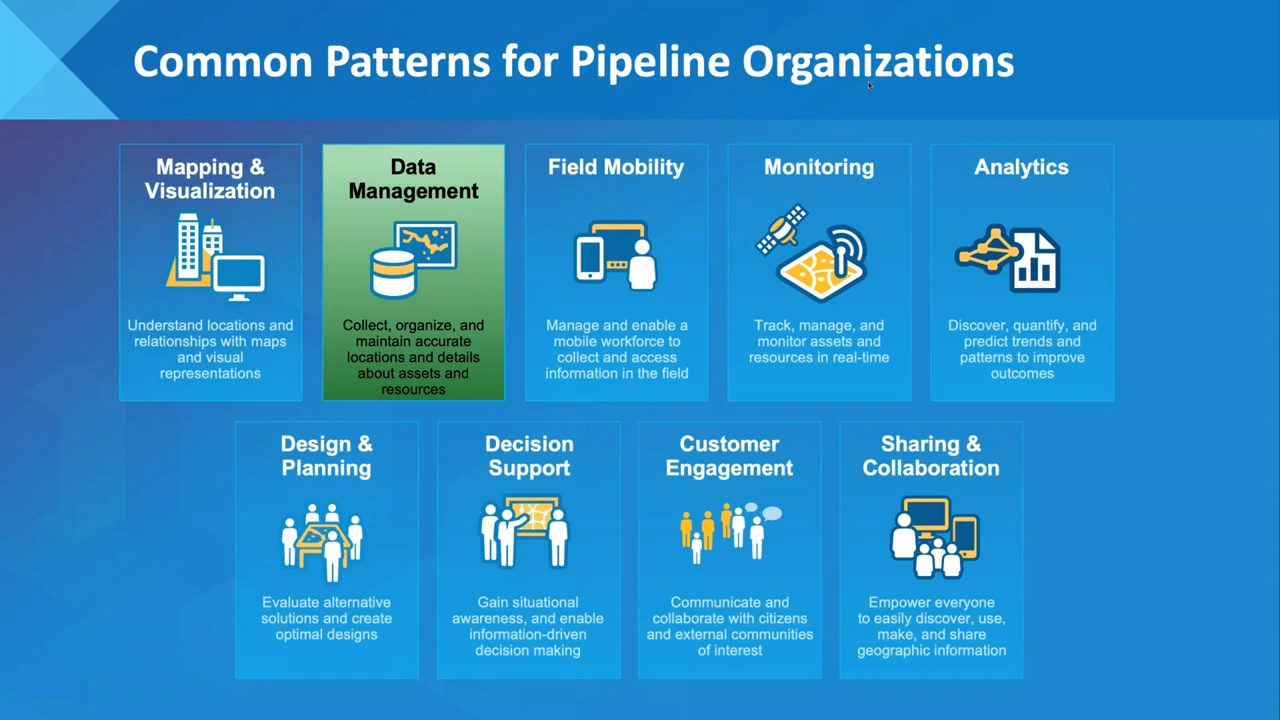 Common Patterns for Pipeline Organizations
Mapping &
Visualization
Understand locations and
relationships with maps
and visual
representations
Data
Management
Collect, organize, and
maintain accurate
locations and details
about assets and
resources
Field Mobility
Manage and enable a
mobile workforce to
collect and access
information in the field
Monitoring
Track, manage, and
monitor assets and
resources in real-time
Analytics
Discover, quantify, and
predict trends and
patterns to improve
outcomes
Design &
Planning
Evaluate alternative
solutions and create
optimal designs
Decision
Support
Gain situational
awareness, and enable
information-driven
decision making
Customer
Engagement
Communicate and
collaborate with citizens
and external communities
of interest
Sharing &
Collaboration
Empower everyone
to easily discover, use,
make, and share
geographic information